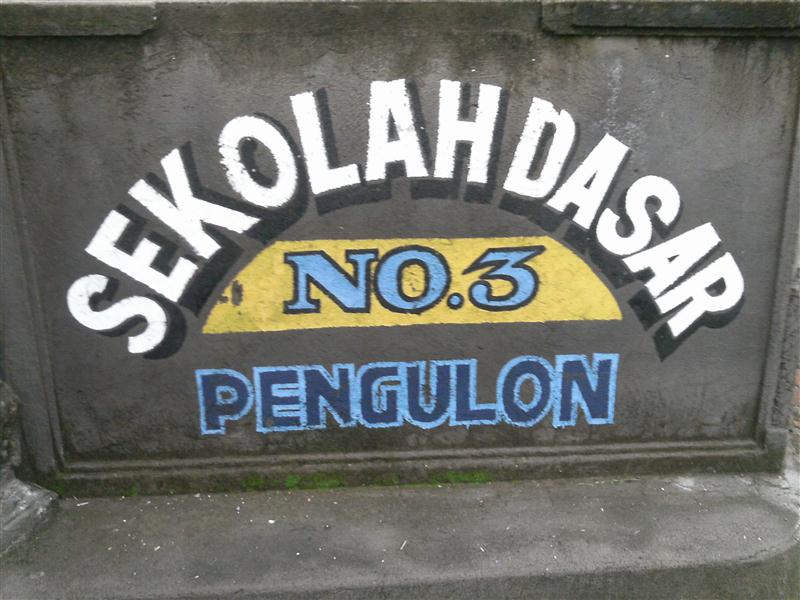 SEKOLAH DASAR
NO.3
PENGULON